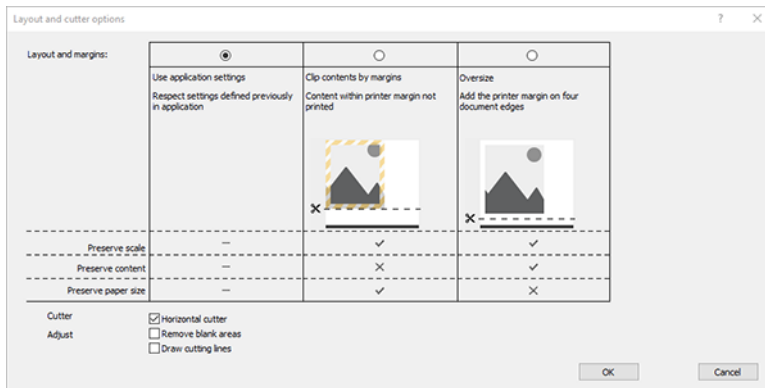 Layout and cutter options
Layout and margins:
Use application settings
Clip contents by margins
Oversize
Respect settings defined previously
in application
Content within printer margin not
printed
Add the printer margin on four
document edges
Preserve scale
Preserve content
Preserve paper size
Cutter
Horizontal cutter
Adjust
Remove blank areas
Draw cutting lines
OK
Cancel